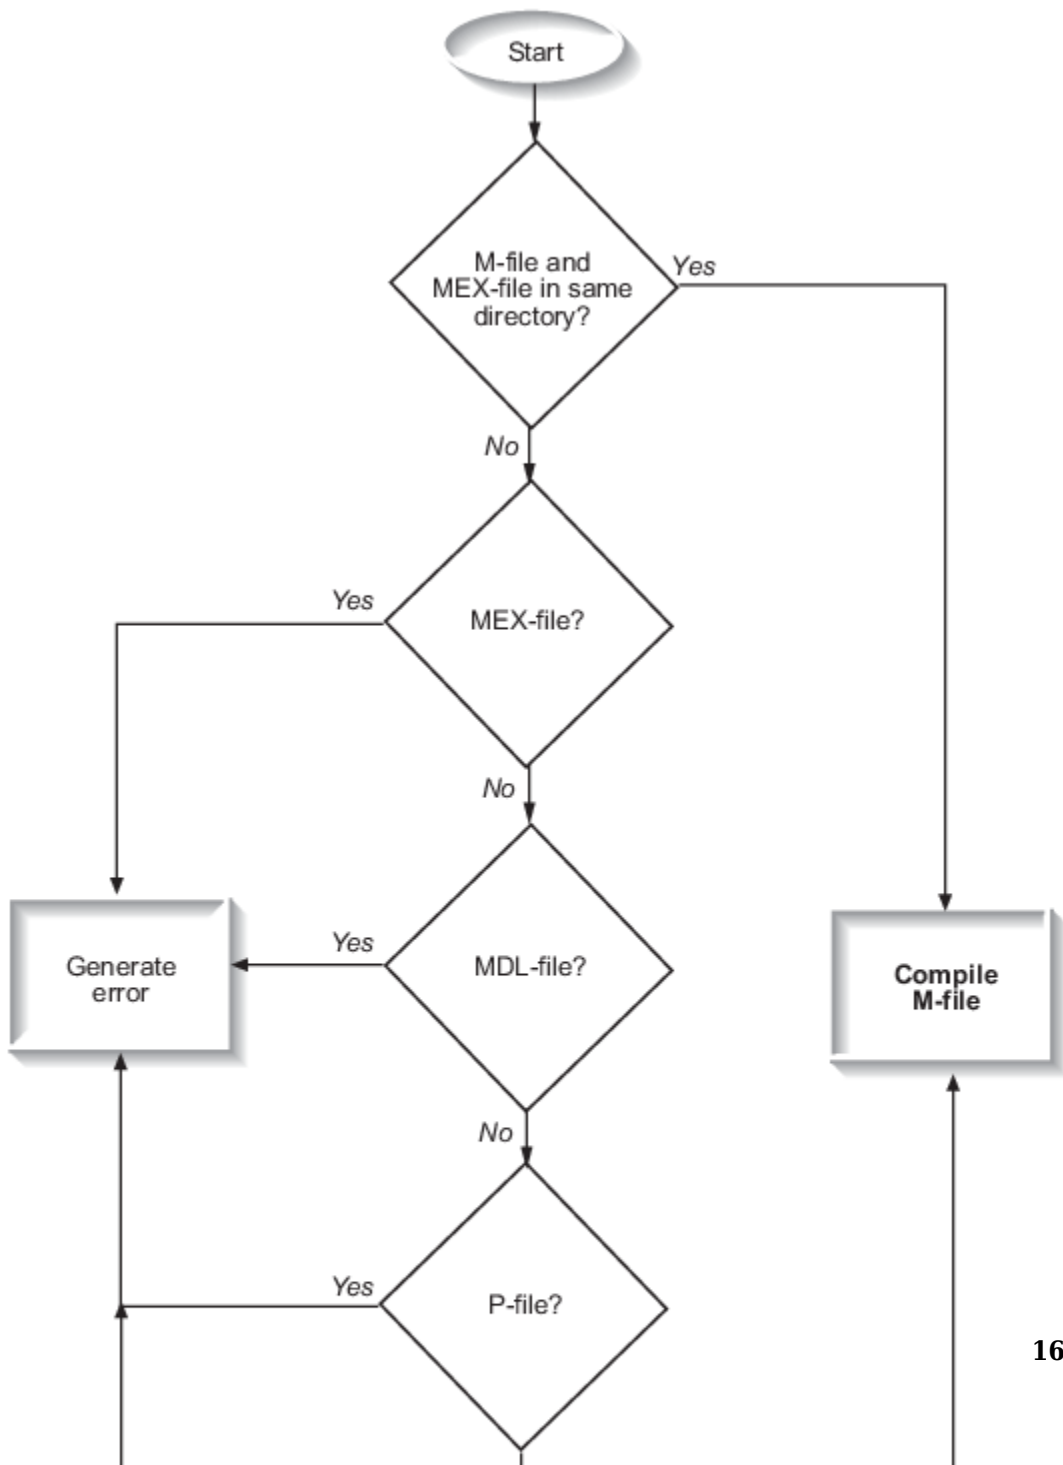 Start
M-file and
MEX-file in same
directory?
Yes
No
MEX-file?
Yes
No
MDL-file?
Yes
Generate
error
Compile
M-file
No
P-file?
Yes
16